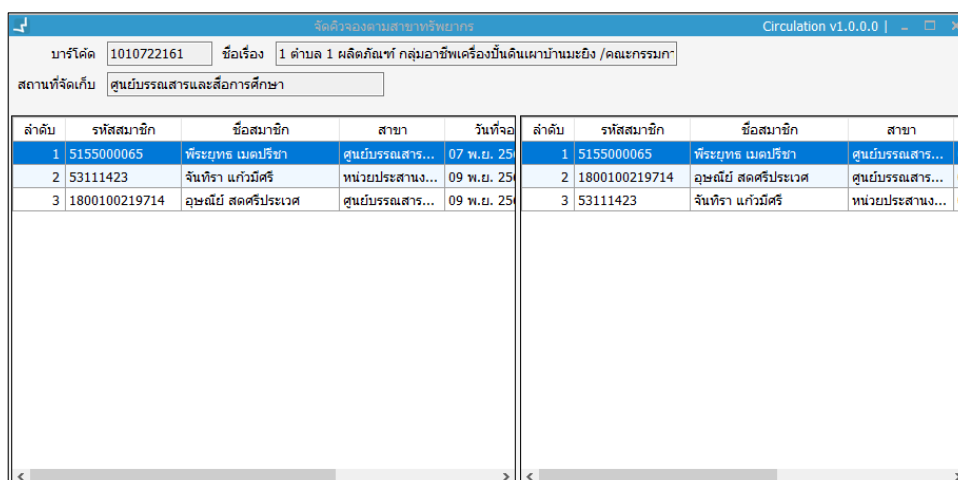 จัดคิวจองตามสาขาทรัพยากร Circulation v1.0.0.0 |
บาร์โค้ด 1010722161 ชื่อเรื่อง 1 ตำบล 1 ผลิตภัณฑ์ กลุ่มอาชีพเครื่องปั้นดินเผาบ้านมะยิง /คณะกรรมกา
สถานที่จัดเก็บ ศูนย์บรรณสารและสื่อการศึกษา
ลำดับ รหัสสมาชิก ชื่อสมาชิก สาขา วันที่จอ
1 5155000065 พีระยุทธ เมดปรีชา ศูนย์บรรณสาร... 07 พ.ย. 25
2 53111423 จันทิรา แก้วมีศรี หน่วยประสานง... 09 พ.ย. 256
3 1800100219714 อุษณีย์ สดศรีประเวศ ศูนย์บรรณสาร... 09 พ.ย. 256
ลำดับ รหัสสมาชิก ชื่อสมาชิก สาขา
1 5155000065 พีระยุทธ เมดปรีชา ศูนย์บรรณสาร...
2 1800100219714 อุษณีย์ สดศรีประเวศ ศูนย์บรรณสาร...
3 53111423 จันทิรา แก้วมีศรี หน่วยประสานง...